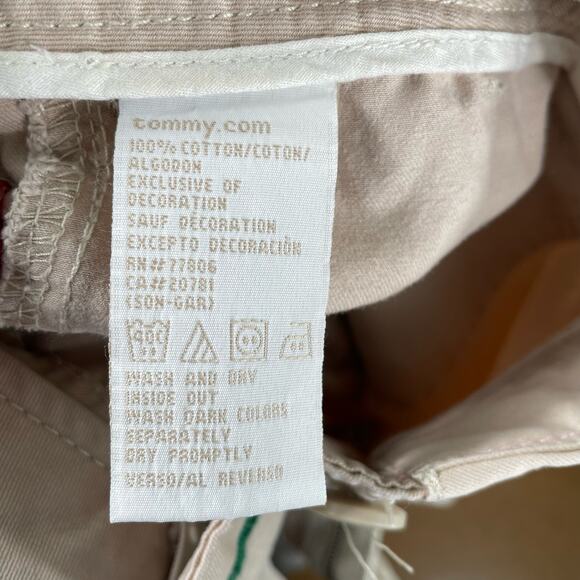 tommy.com
100% COTTON/COTON/
ALGODON
EXCLUSIVE OF
DECORATION
SAUF DÉCORATION
EXCEPTO DECORACIÓN
RN#77806
CA#20781
(SON-GAR)
40C
WASH AND DRY
INSIDE OUT
WASH DARK COLORS
SEPARATELY
DRY PROMPTLY
VERSO/AL REVERSO